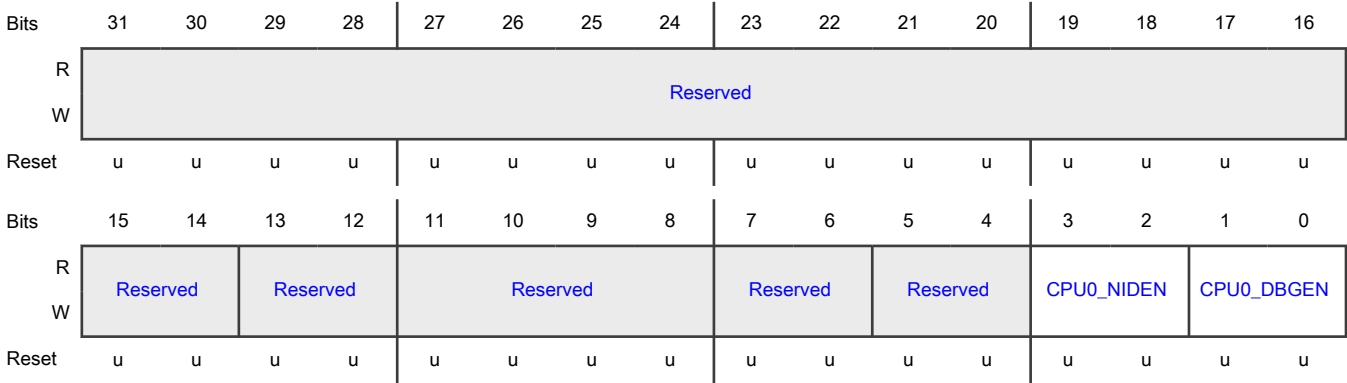 Bits 31 30 29 28 27 26 25 24 23 22 21 20 19 18 17 16
R
Reserved
W
Reset u u u u u u u u u u u u u u u u
Bits 15 14 13 12 11 10 9 8 7 6 5 4 3 2 1 0
R
Reserved Reserved Reserved Reserved Reserved CPU0_NIDEN CPU0_DBGEN
W
Reset u u u u u u u u u u u u u u u u